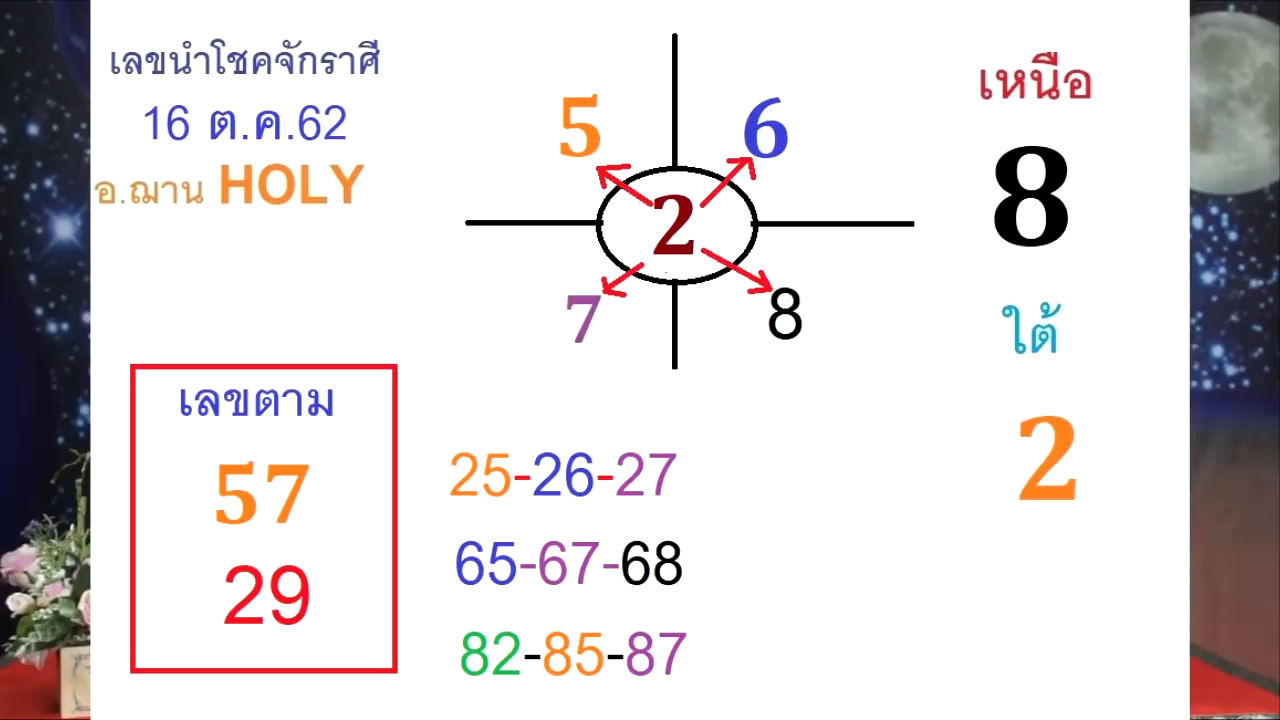 เลขนำโชคจักราศี
16 ต.ค.62
อ.ฌาน HOLY
5 6
2
7 8
เหนือ
8
ใต้
2
เลขตาม
57
29
25-26-27
65-67-68
82-85-87